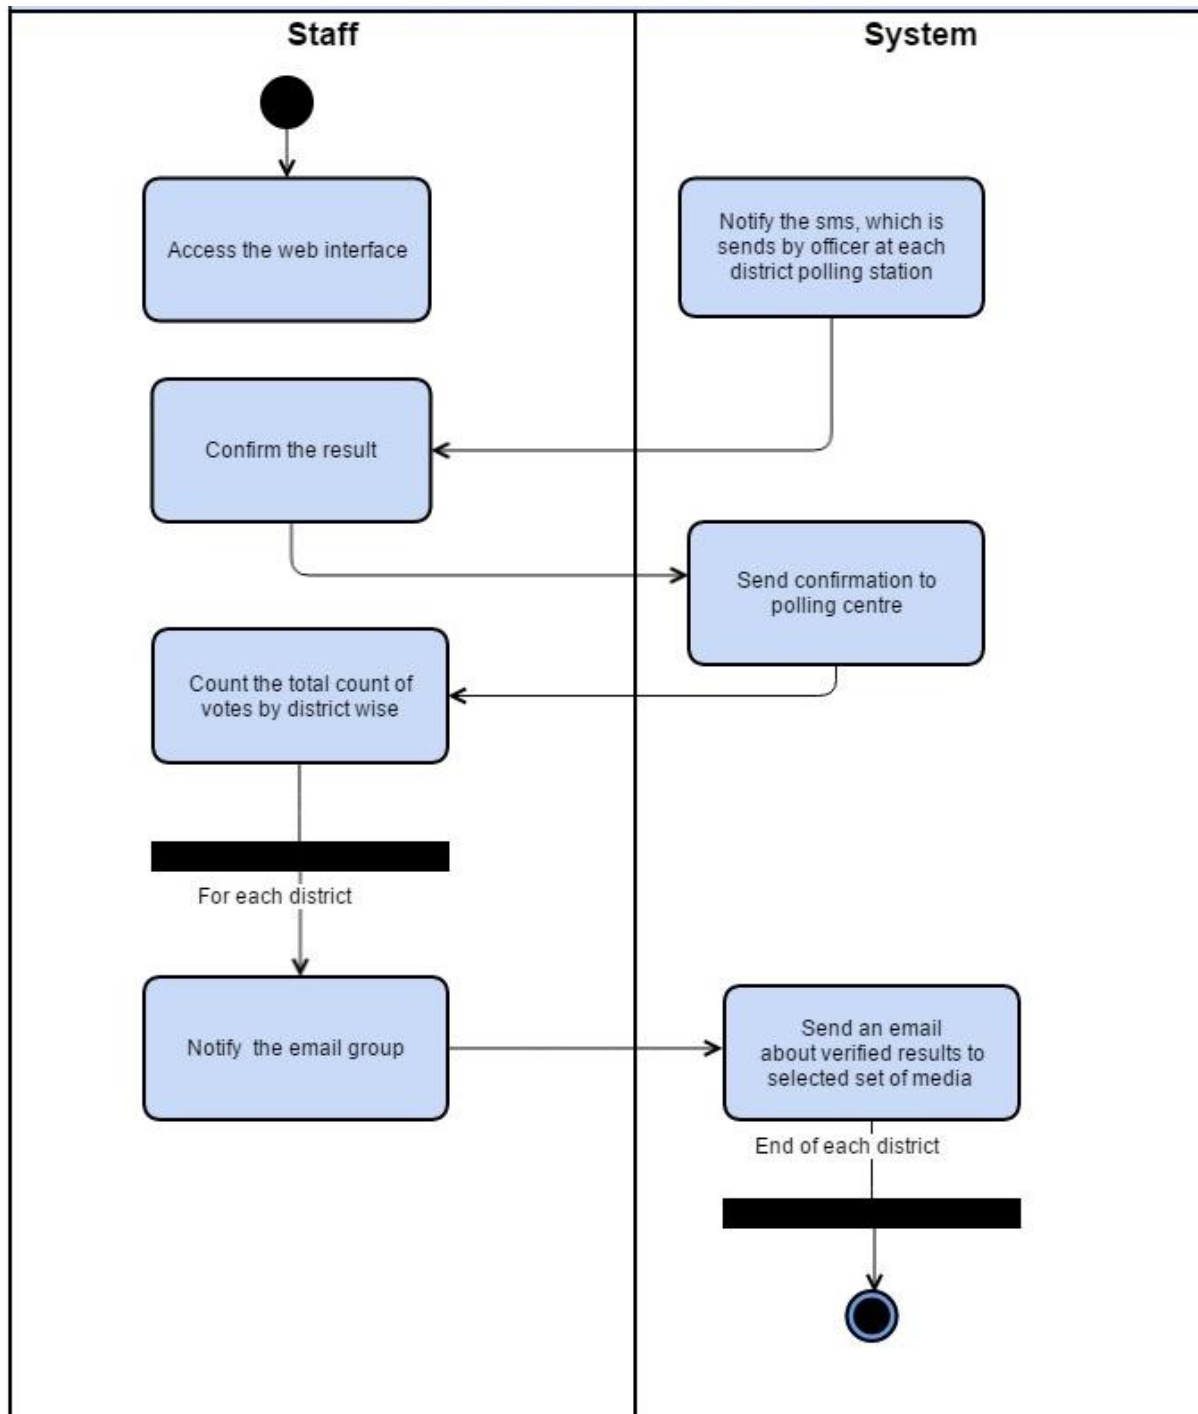 Staff
System
Access the web interface
Notify the sms, which is
sends by officer at each
district polling station
Confirm the result
Send confirmation to
polling centre
Count the total count of
votes by district wise
For each district
Notify the email group
Send an email
about verified results to
selected set of media
End of each district